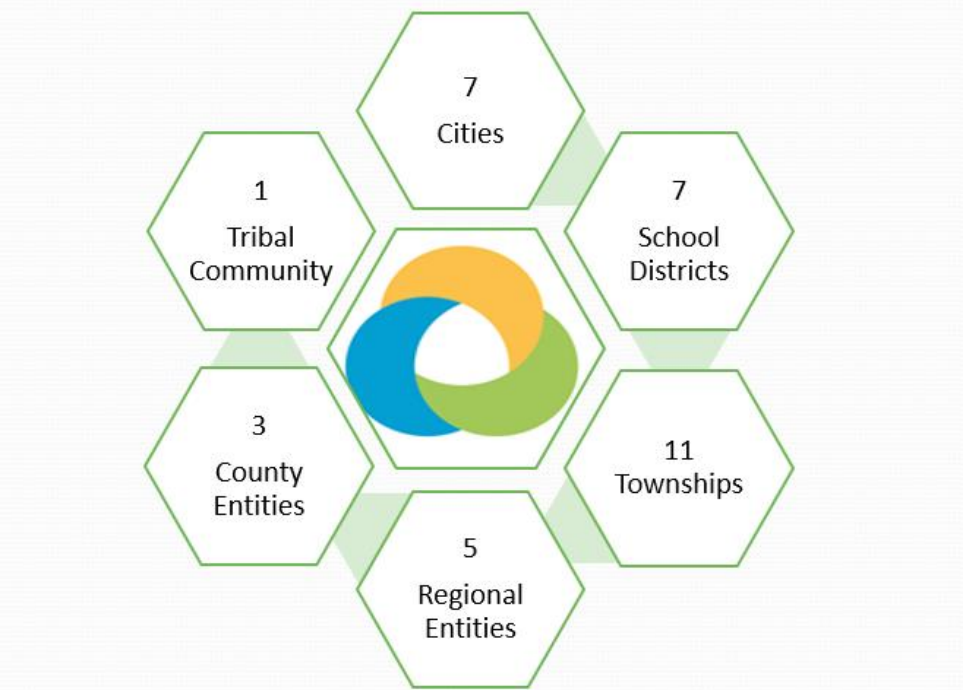 7
Cities
7
School
Districts
11
Townships
5
Regional
Entities
3
County
Entities
1
Tribal
Community